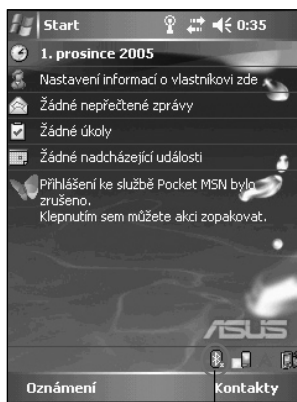 Start 0:35
1. prosince 2005
Nastavení informací o vlastníkovi zde
Žádné nepřečtené zprávy
Žádné úkoly
Žádné nadcházející události
Přihlášení ke službě Pocket MSN bylo
zrušeno.
Klepnutím sem můžete akci zopakovat.
ASUS
Oznámení Kontakty